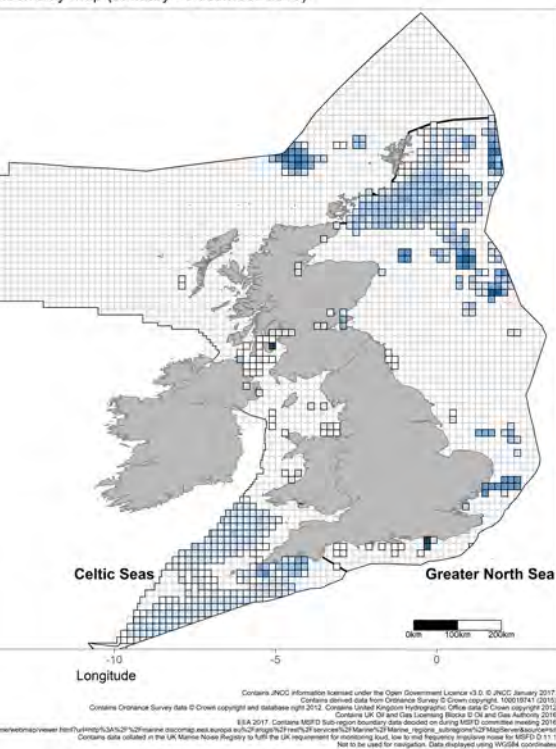 Celtic Seas
Greater North Sea
0km 100km 200km
-10 -5 0
Longitude
Contains JNCC information licensed under the Open Government Licence v3.0. © JNCC January 2017
Contains derived data from Ordnance Survey © Crown copyright. 100019741 (2015)
Contains Ordnance Survey data © Crown copyright and database right 2012. Contains United Kingdom Hydrographic Office data © Crown copyright 2012
Contains UK Oil and Gas Licensing Blocks © Oil and Gas Authority 2016
EEA 2017. Contains MSFD Sub-region boundary data decided on during MSFD committee meeting 2016
Contains data collated in the UK Marine Noise Registry to fulfil the UK requirement for monitoring loud, low to mid frequency impulsive noise for MSFD D.11.1
Not to be used for navigation. Data displayed using WGS84 coordin